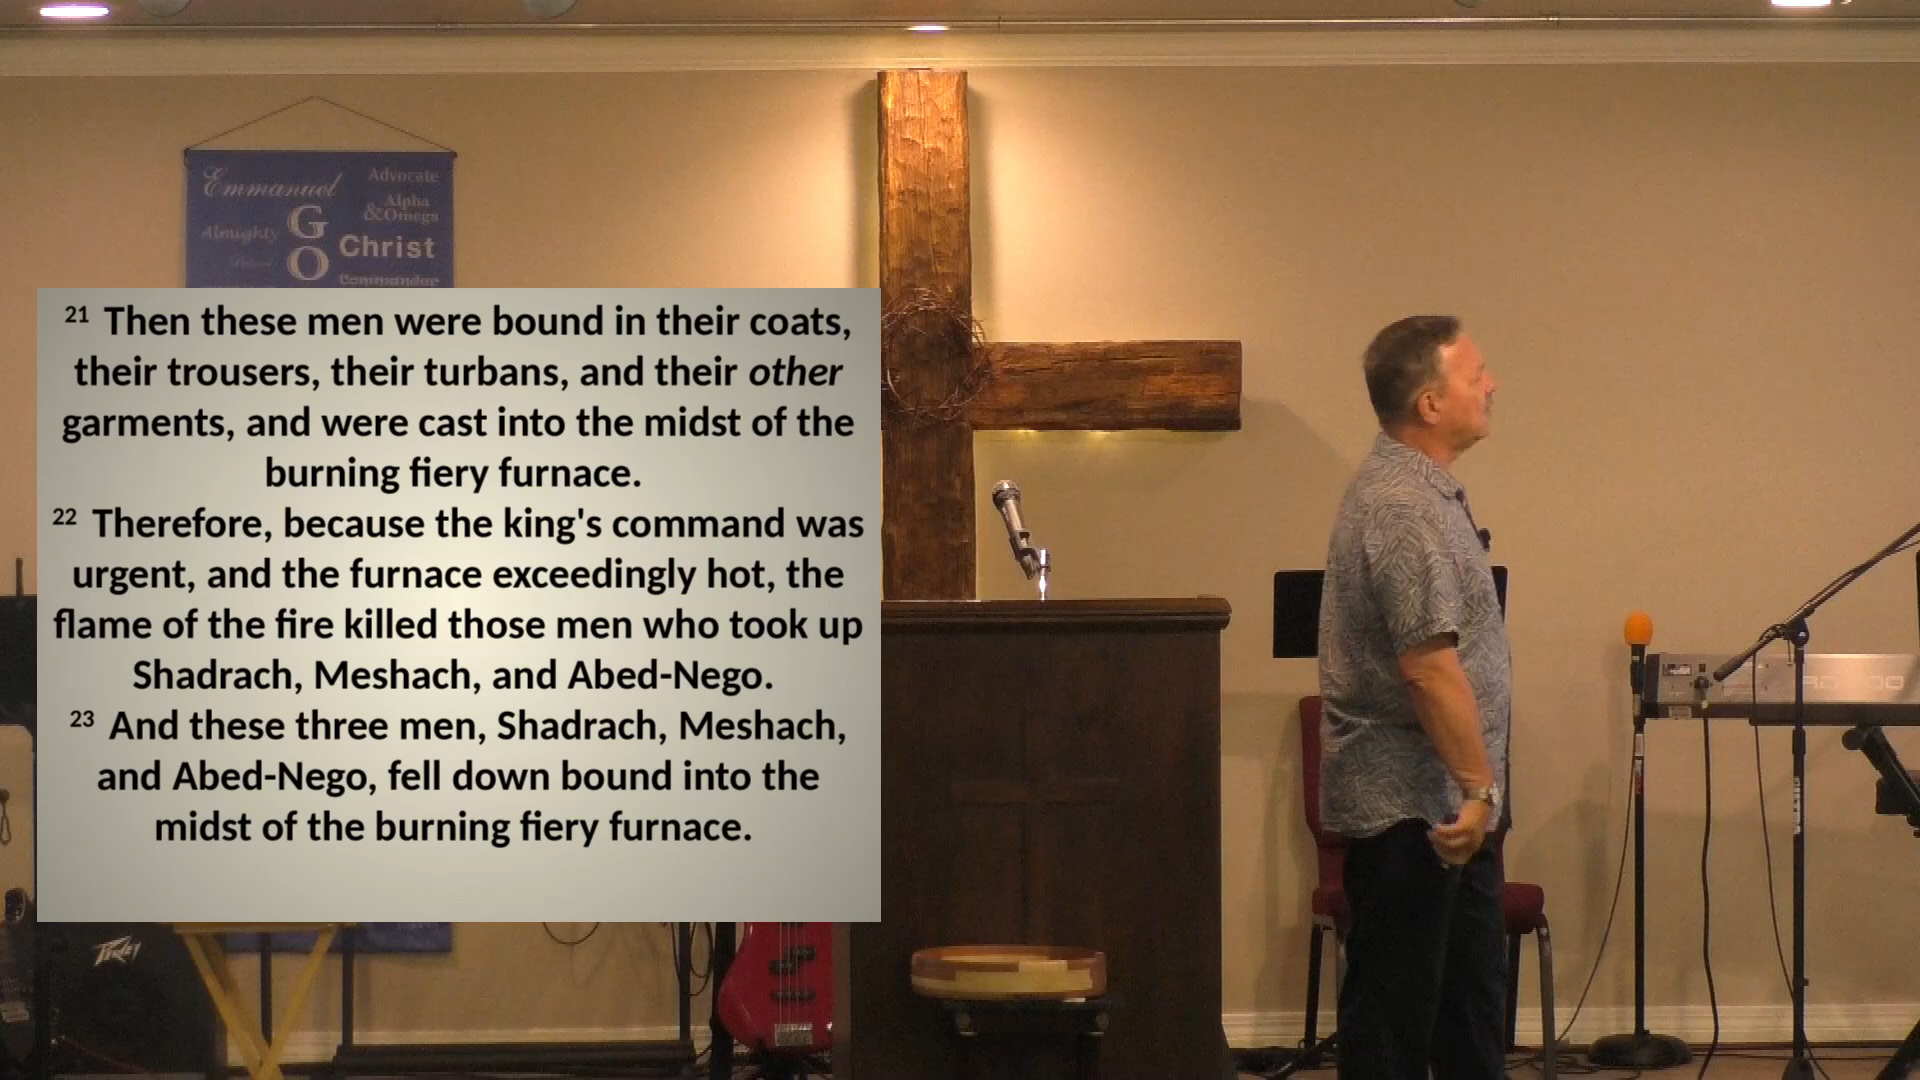 Emmanuel
Advocate
Alpha
& Omega
Almighty
G
O
Christ
Commander
21 Then these men were bound in their coats,
their trousers, their turbans, and their other
garments, and were cast into the midst of the
burning fiery furnace.
22 Therefore, because the king's command was
urgent, and the furnace exceedingly hot, the
flame of the fire killed those men who took up
Shadrach, Meshach, and Abed-Nego.
23 And these three men, Shadrach, Meshach,
and Abed-Nego, fell down bound into the
midst of the burning fiery furnace.
PEAVEY